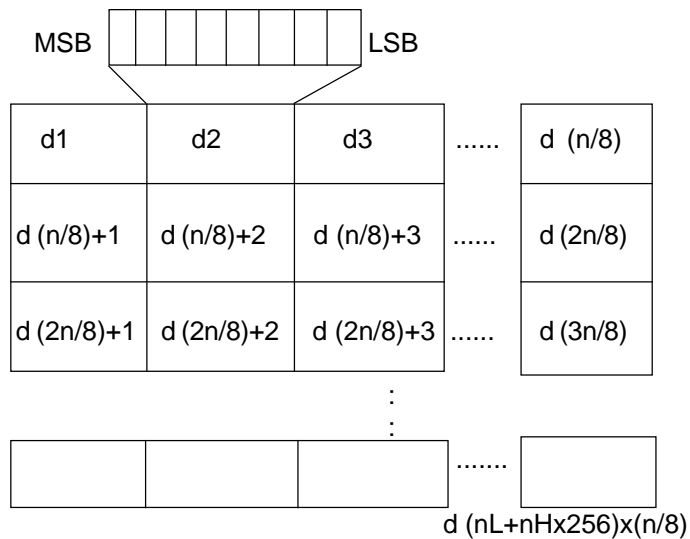 MSB LSB
d1 d2 d3 ...... d (n/8)
d (n/8)+1 d (n/8)+2 d (n/8)+3 ...... d (2n/8)
d (2n/8)+1 d (2n/8)+2 d (2n/8)+3 ...... d (3n/8)
:
:
.......
d (nL+nHx256)x(n/8)